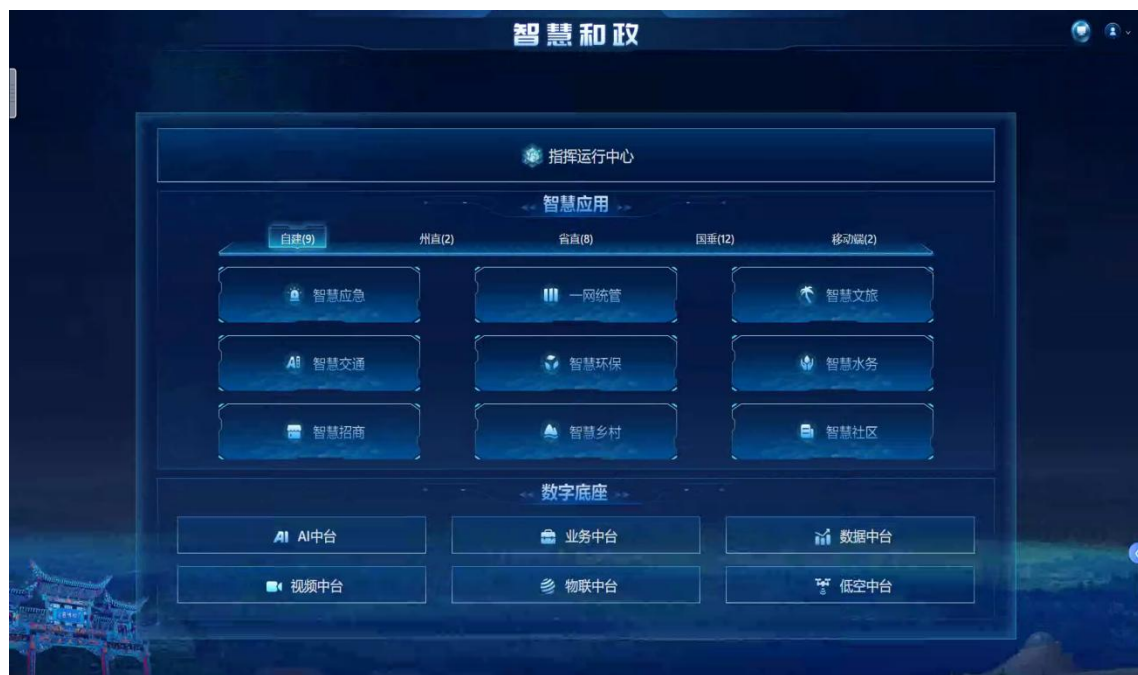 智慧和政
指挥运行中心
智慧应用
自建(9) 州直(2) 省直(8) 国垂(12) 移动端(2)
智慧应急 一网统管 智慧文旅
智慧交通 智慧环保 智慧水务
智慧招商 智慧乡村 智慧社区
数字底座
AI AI中台 业务中台 数据中台
视频中台 物联中台 低空中台